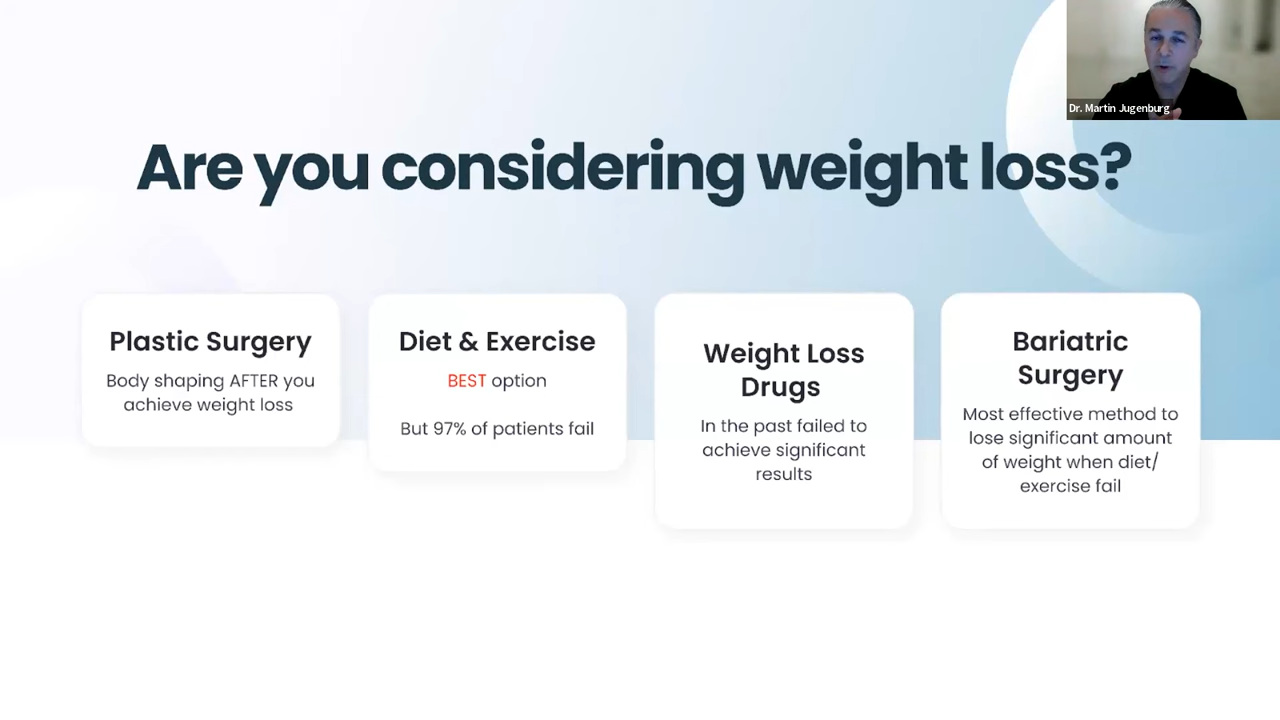 Dr. Martin Jugenburg
Are you considering weight loss?
Plastic Surgery
Body shaping AFTER you
achieve weight loss
Diet & Exercise
BEST option
But 97% of patients fail
Weight Loss
Drugs
In the past failed to
achieve significant
results
Bariatric
Surgery
Most effective method to
lose significant amount
of weight when diet/
exercise fail